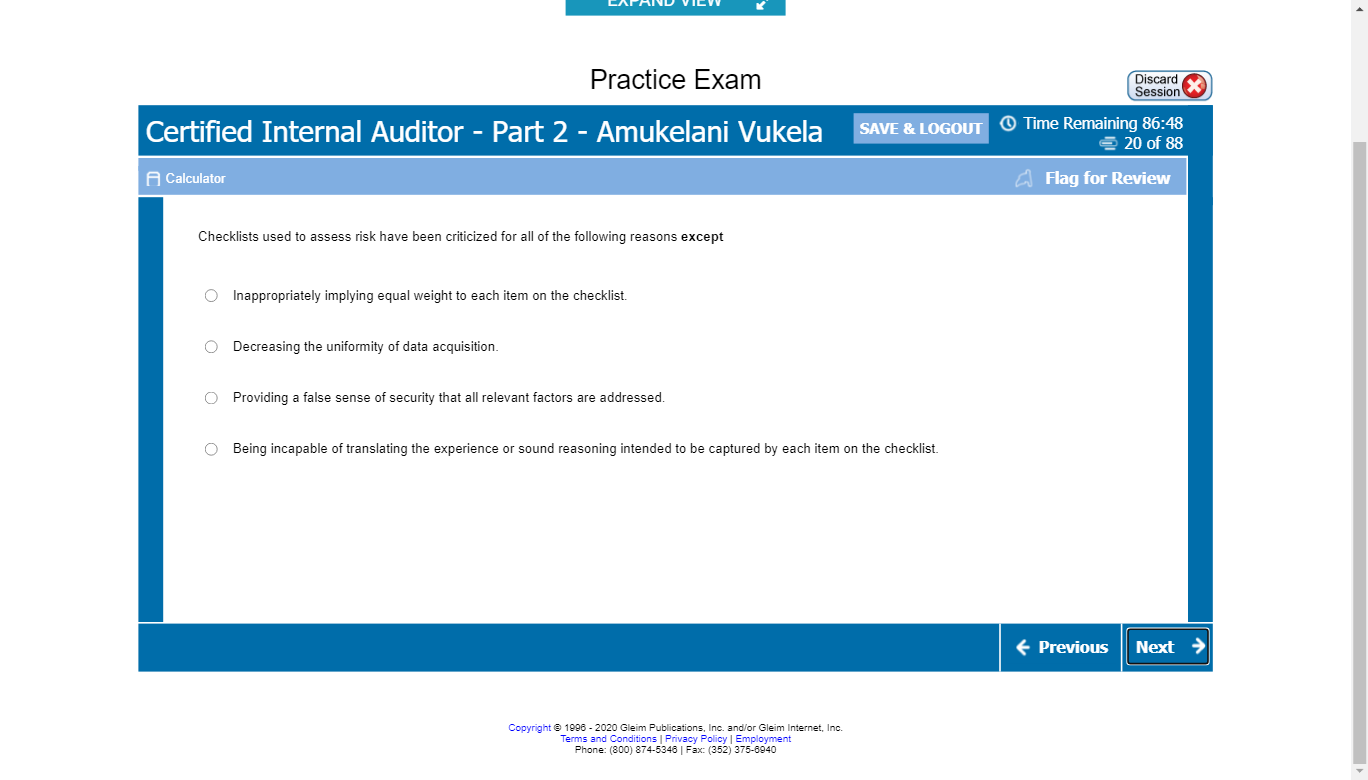 EXPAND VIEW
Practice Exam
Discard
Session
Certified Internal Auditor - Part 2 - Amukelani Vukela
SAVE & LOGOUT
Time Remaining 86:48
20 of 88
Calculator
Flag for Review
Checklists used to assess risk have been criticized for all of the following reasons except
Inappropriately implying equal weight to each item on the checklist.
Decreasing the uniformity of data acquisition.
Providing a false sense of security that all relevant factors are addressed.
Being incapable of translating the experience or sound reasoning intended to be captured by each item on the checklist.
Previous
Next
Copyright © 1996 - 2020 Gleim Publications, Inc. and/or Gleim Internet, Inc.
Terms and Conditions | Privacy Policy | Employment
Phone: (800) 874-5346 | Fax: (352) 375-6940